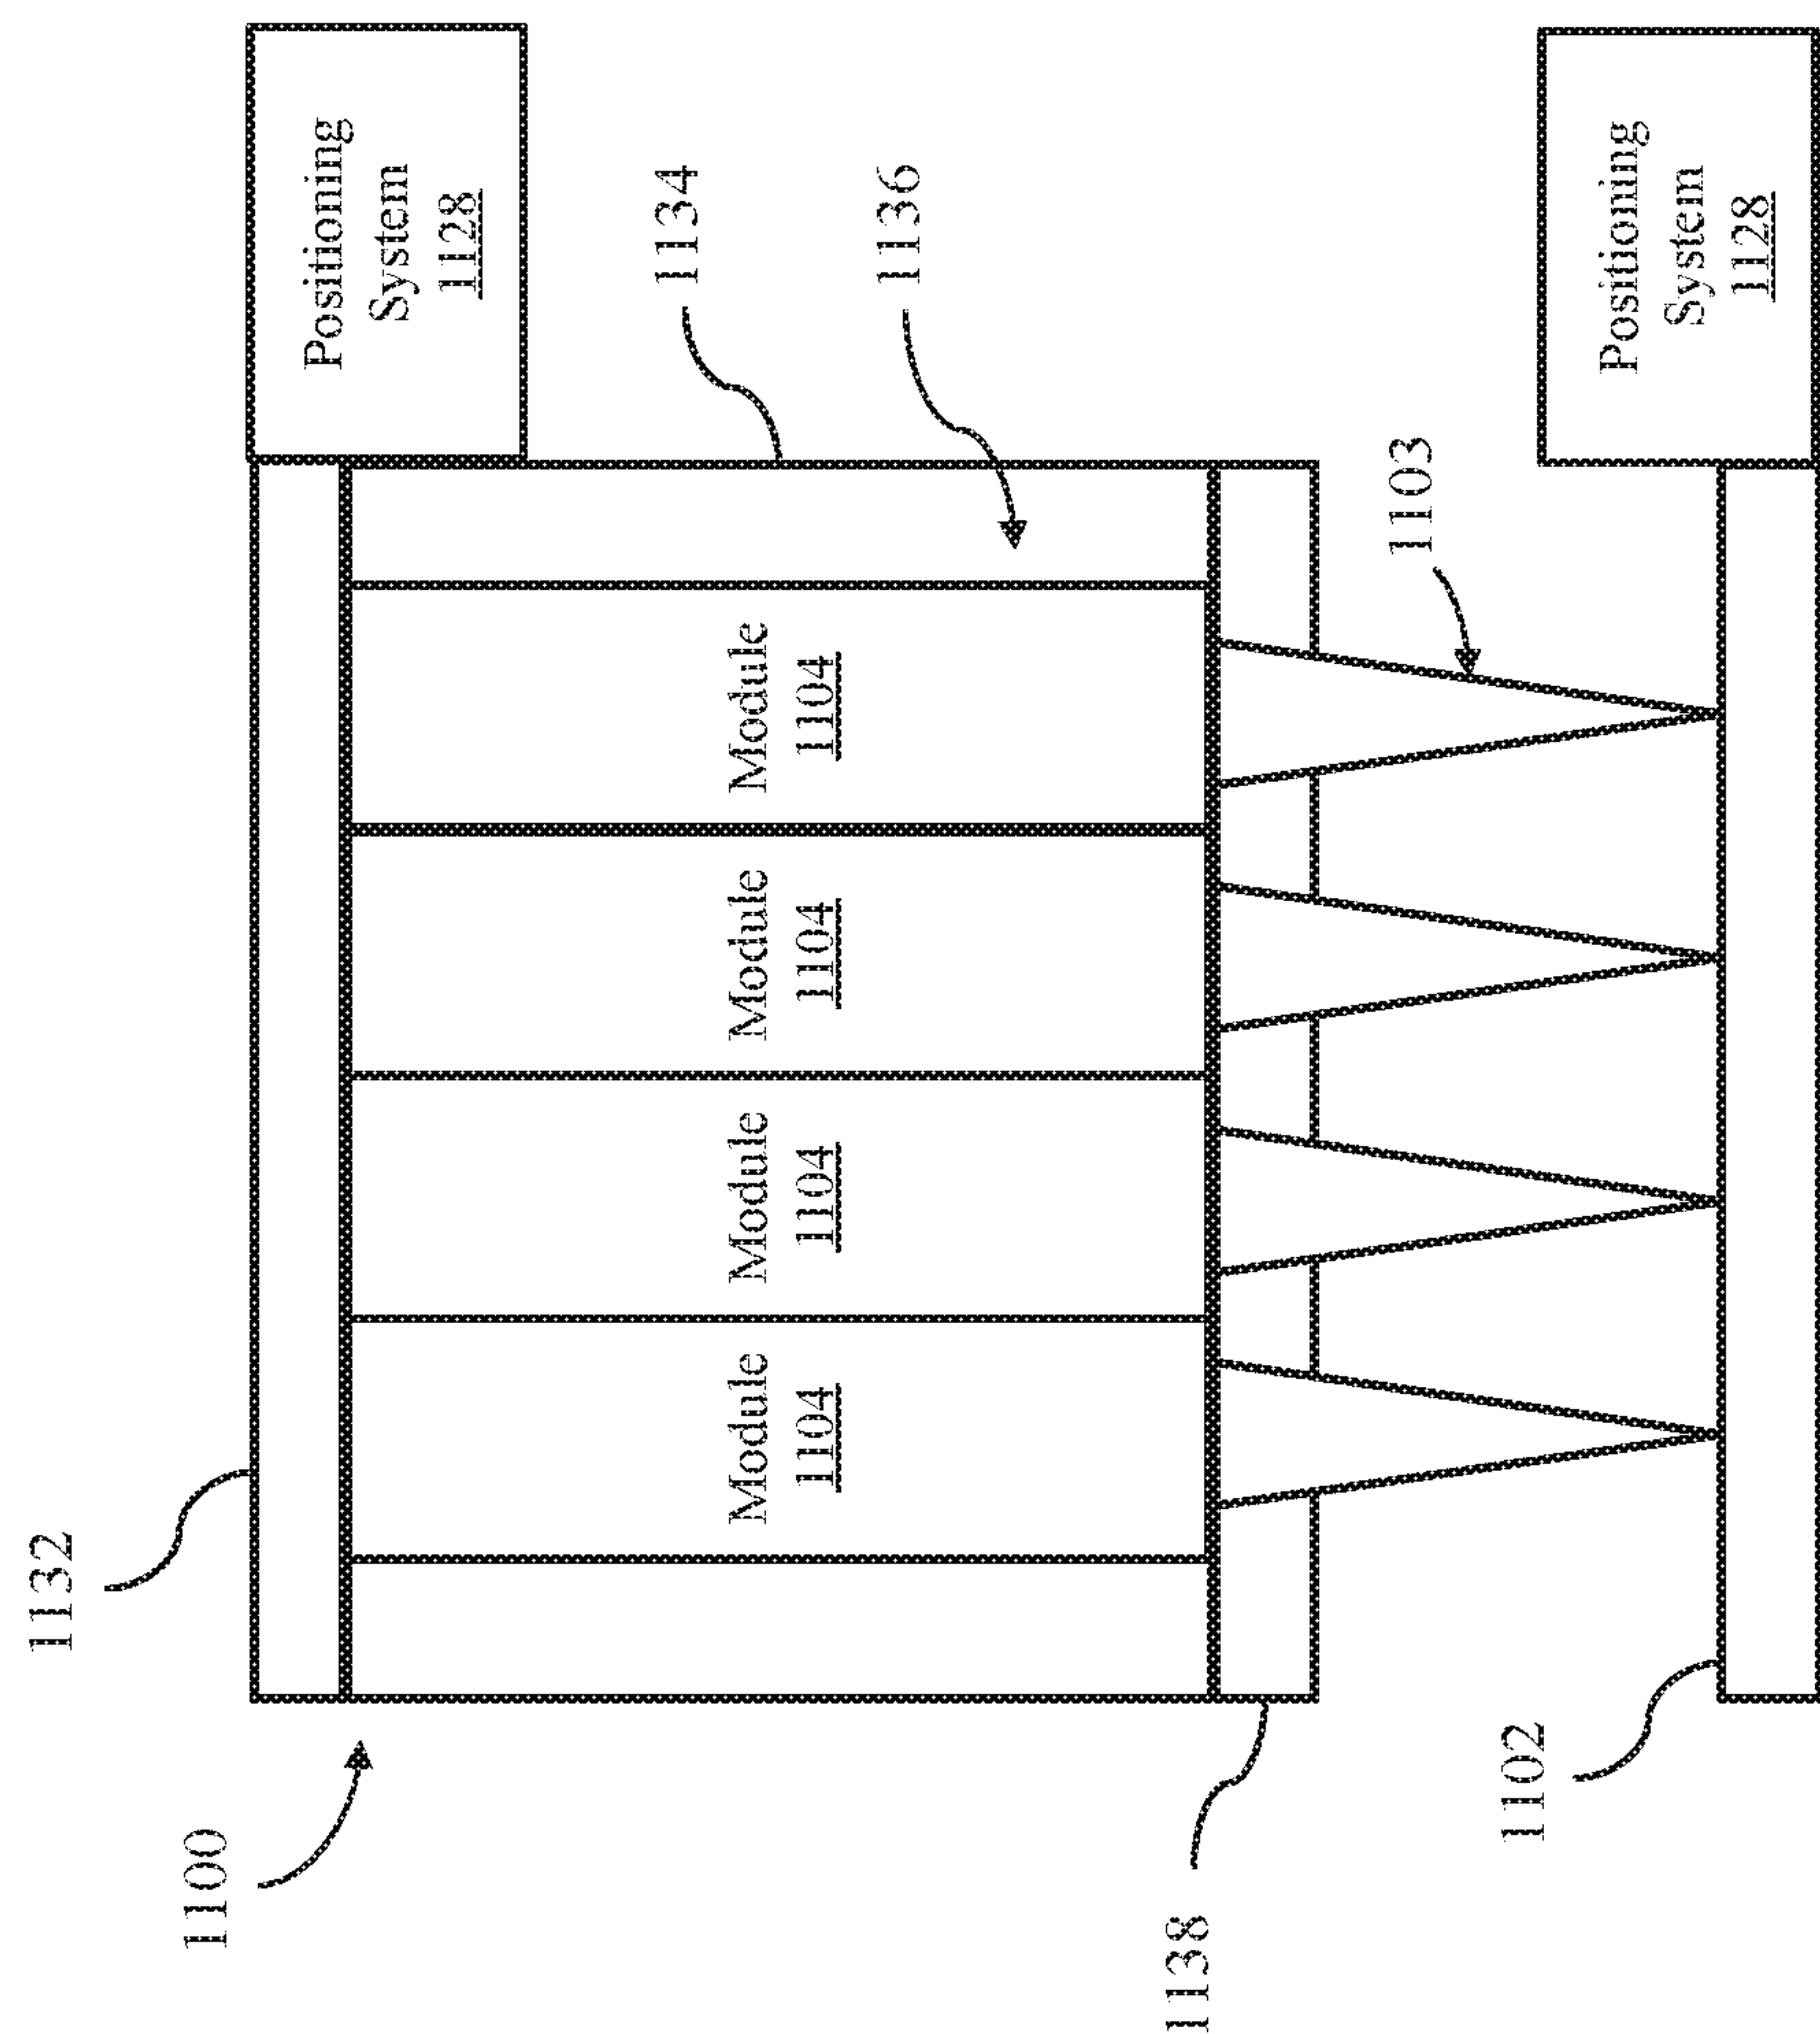 1132
1100
Positioning
System
1128
1134
1136
Module
1104
Module
1104
Module
1104
Module
1104
1138
1103
1102
Positioning
System
1128